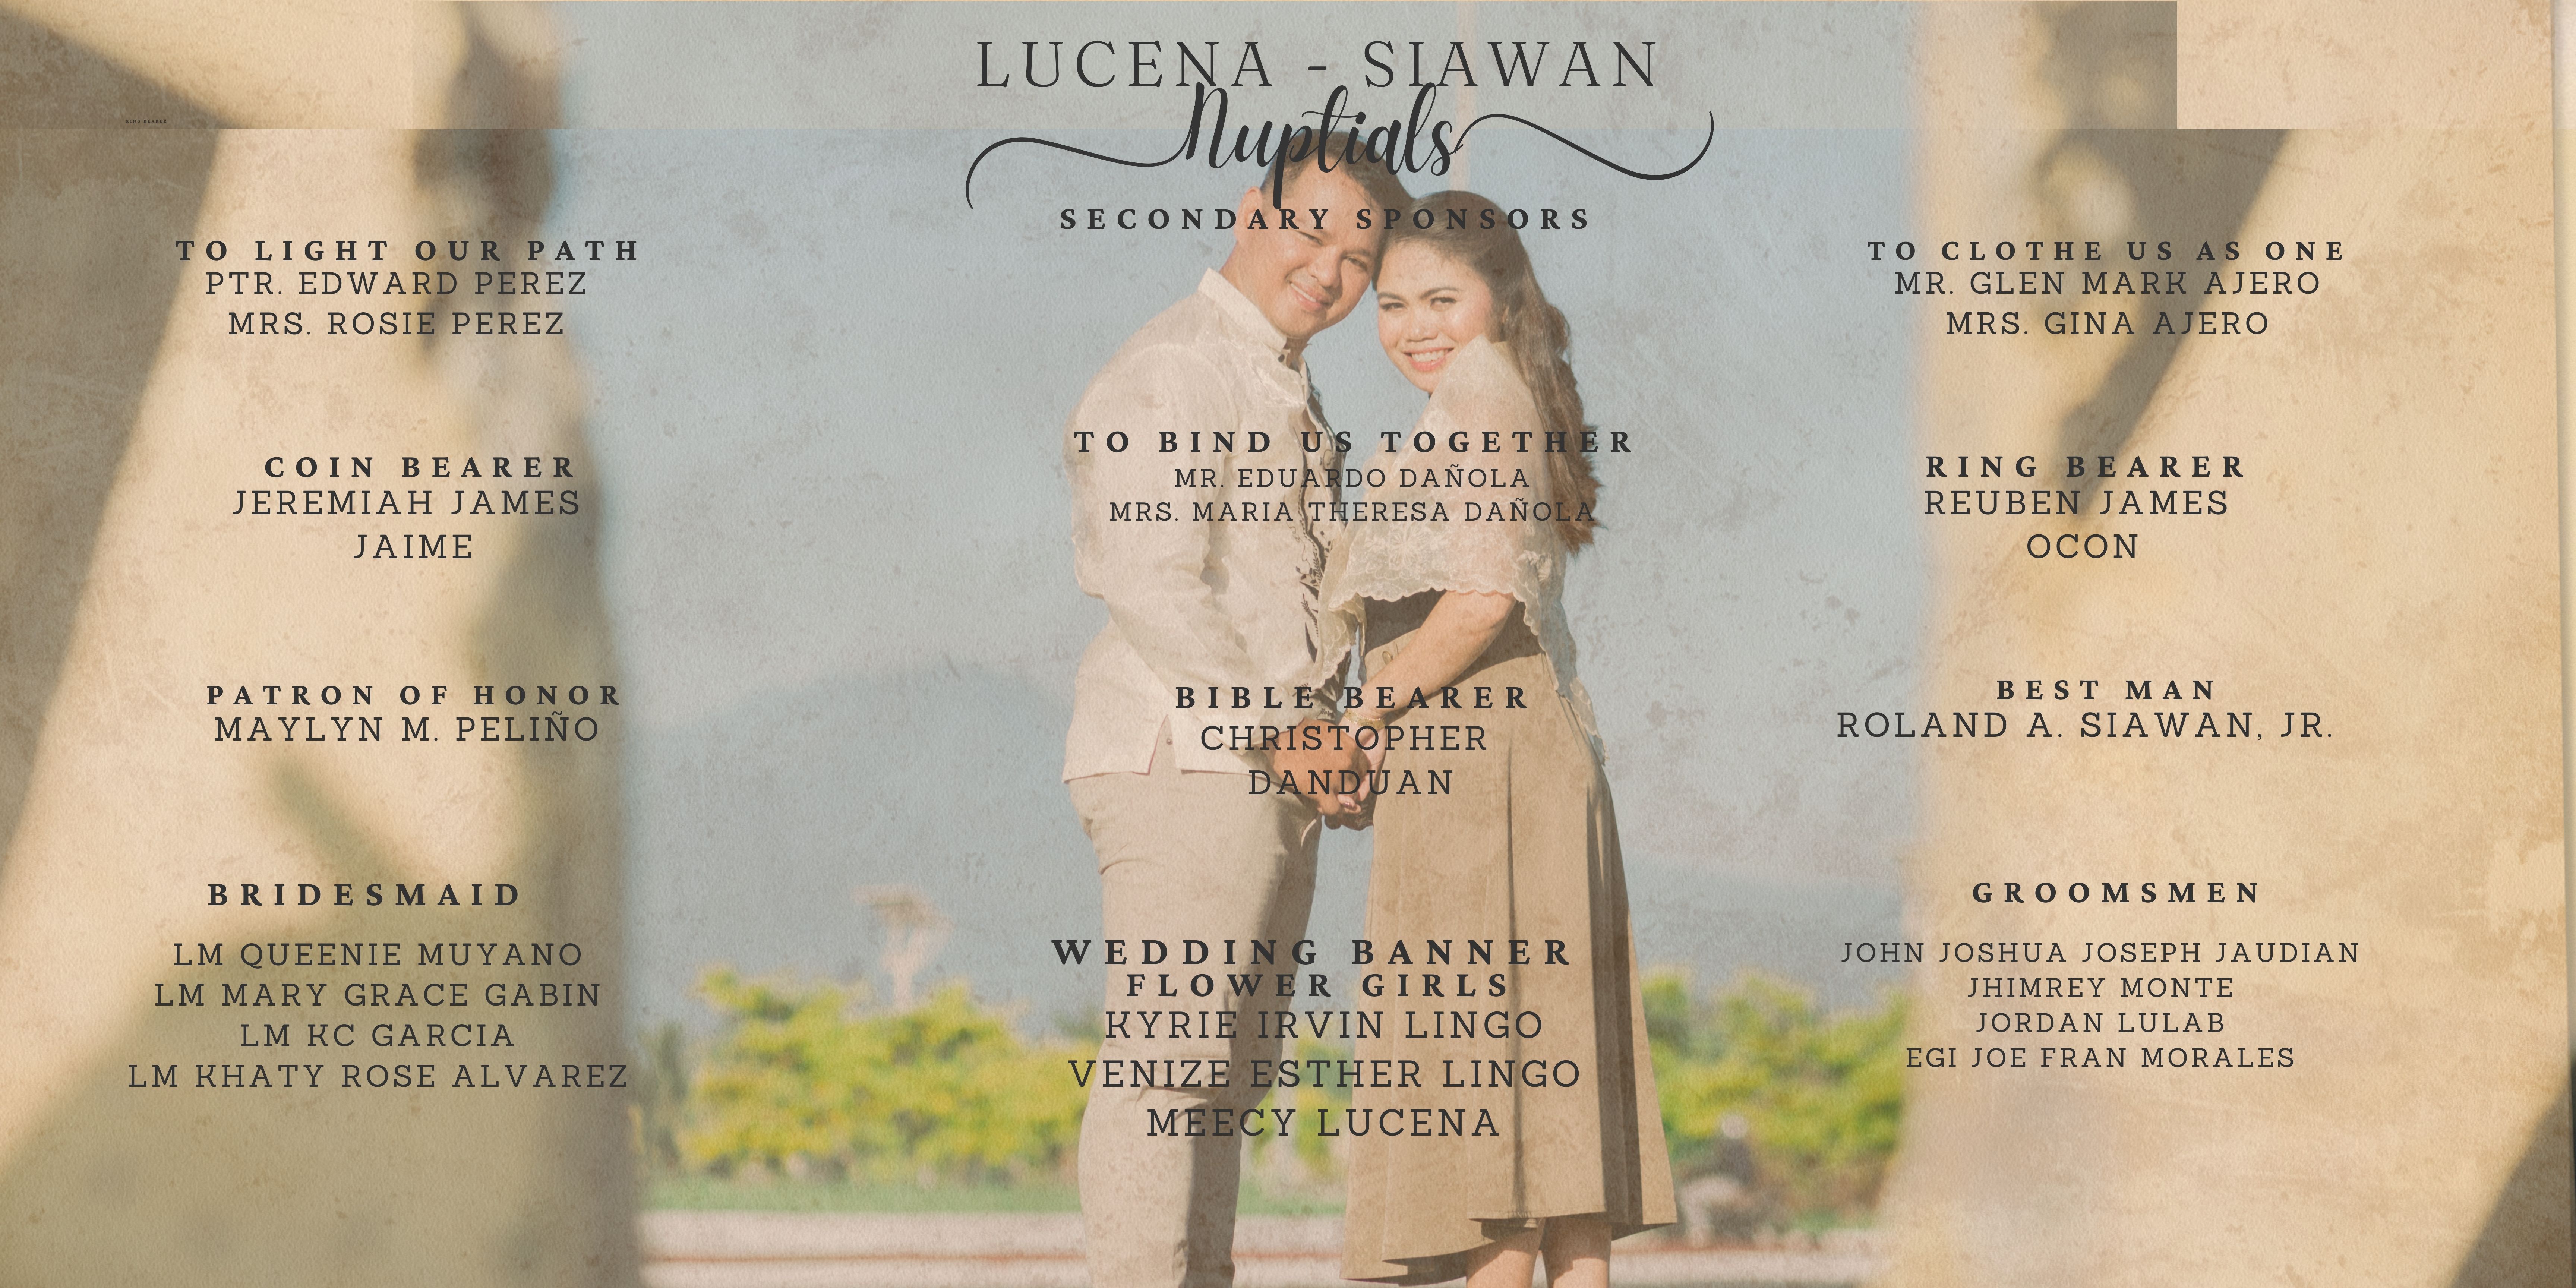 LUCENA - SIAWAN
Nuptials
SECONDARY SPONSORS
TO LIGHT OUR PATH
PTR. EDWARD PEREZ
MRS. ROSIE PEREZ
COIN BEARER
JEREMIAH JAMES
JAIME
PATRON OF HONOR
MAYLYN M. PELIÑO
BRIDESMAID
LM QUEENIE MUYANO
LM MARY GRACE GABIN
LM KC GARCIA
LM KHATY ROSE ALVAREZ
TO BIND US TOGETHER
MR. EDUARDO DAÑOLA
MRS. MARIA THERESA DAÑOLA
BIBLE BEARER
CHRISTOPHER
DANDUAN
WEDDING BANNER
FLOWER GIRLS
KYRIE IRVIN LINGO
VENIZE ESTHER LINGO
MEECY LUCENA
TO CLOTHE US AS ONE
MR. GLEN MARK AJERO
MRS. GINA AJERO
RING BEARER
REUBEN JAMES
OCON
BEST MAN
ROLAND A. SIAWAN, JR.
GROOMSMEN
JOHN JOSHUA JOSEPH JAUDIAN
JHIMREY MONTE
JORDAN LULAB
EGI JOE FRAN MORALES